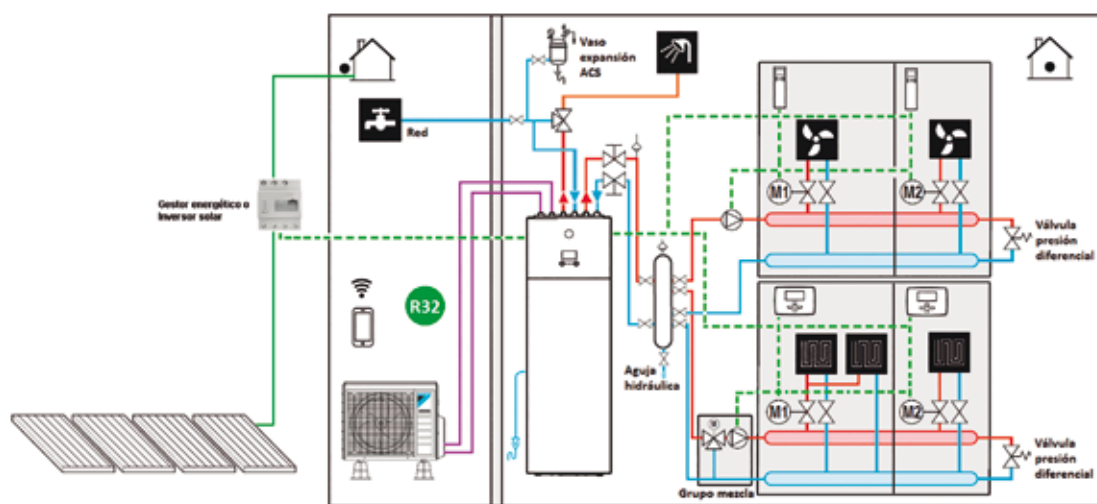 Vaso
expansión
ACS
Red
Gestor energético o
Inversor solar
R32
M1
M2
Válvula
presión
diferencial
Aguja
hidráulica
M1
M2
Válvula
presión
diferencial
Grupo mezcla